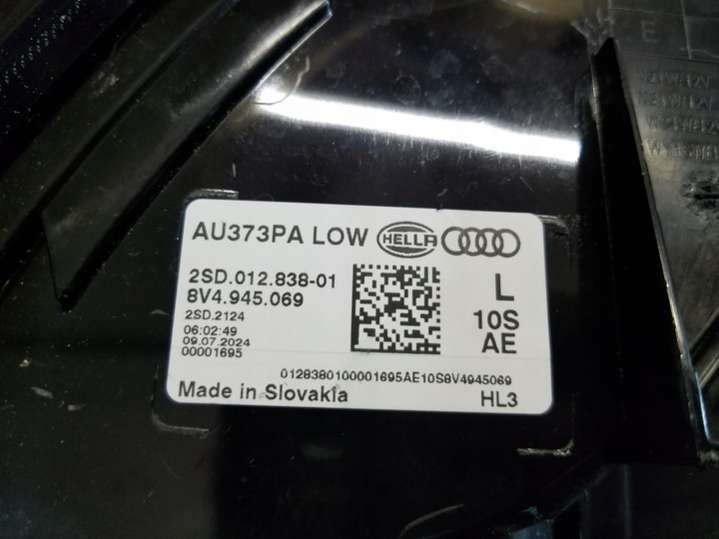 AU373PA LOW HELLA
2SD.012.838-01
8V4.945.069
2SD.2124
06:02:49
09.07.2024
00001695
L
10S
AE
0128380100001695AE10S8V4945069
Made in Slovakia
HL3